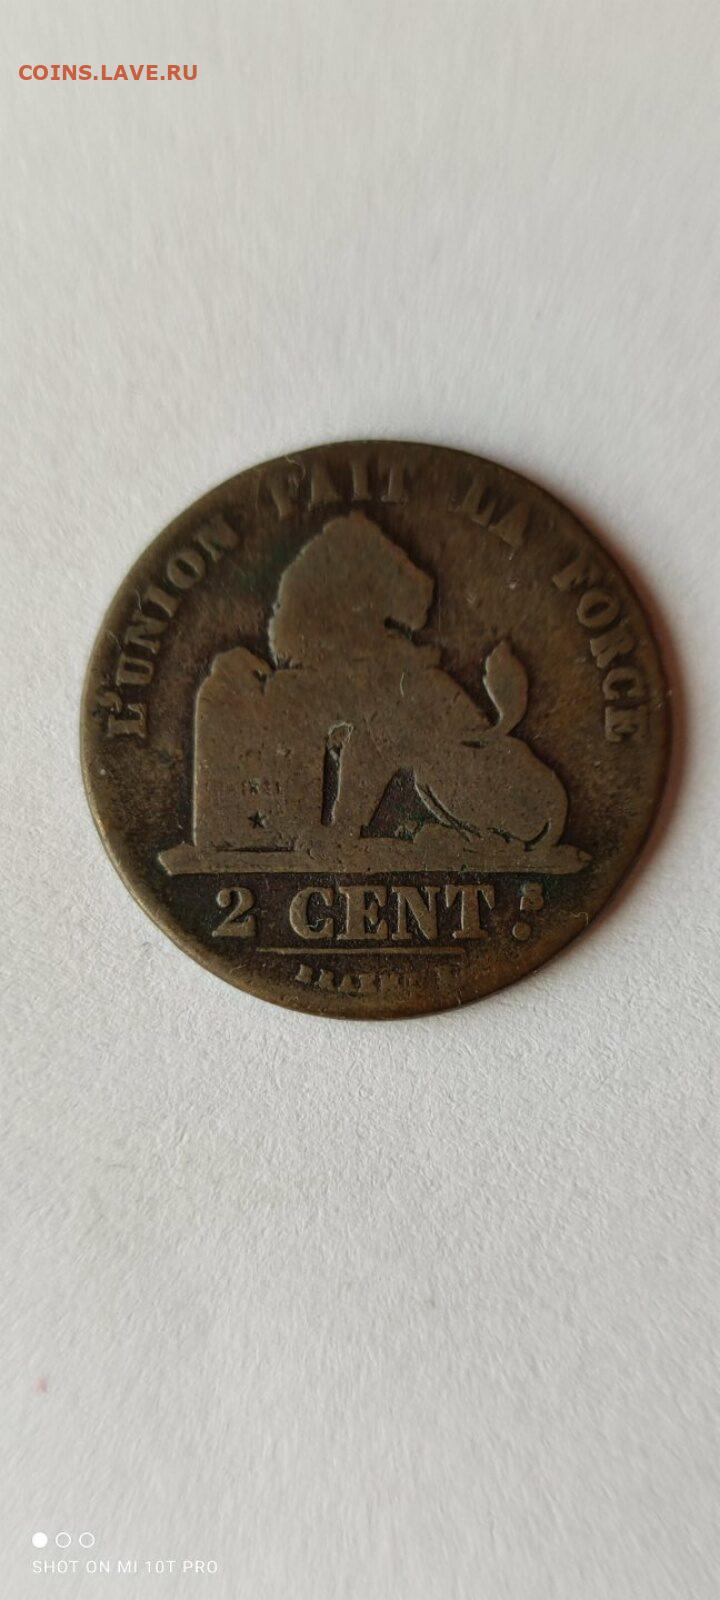 COINS.LAVE.RU
L'UNION FAIT LA FORCE
1831
2 CENT.S
SHOT ON MI 10T PRO